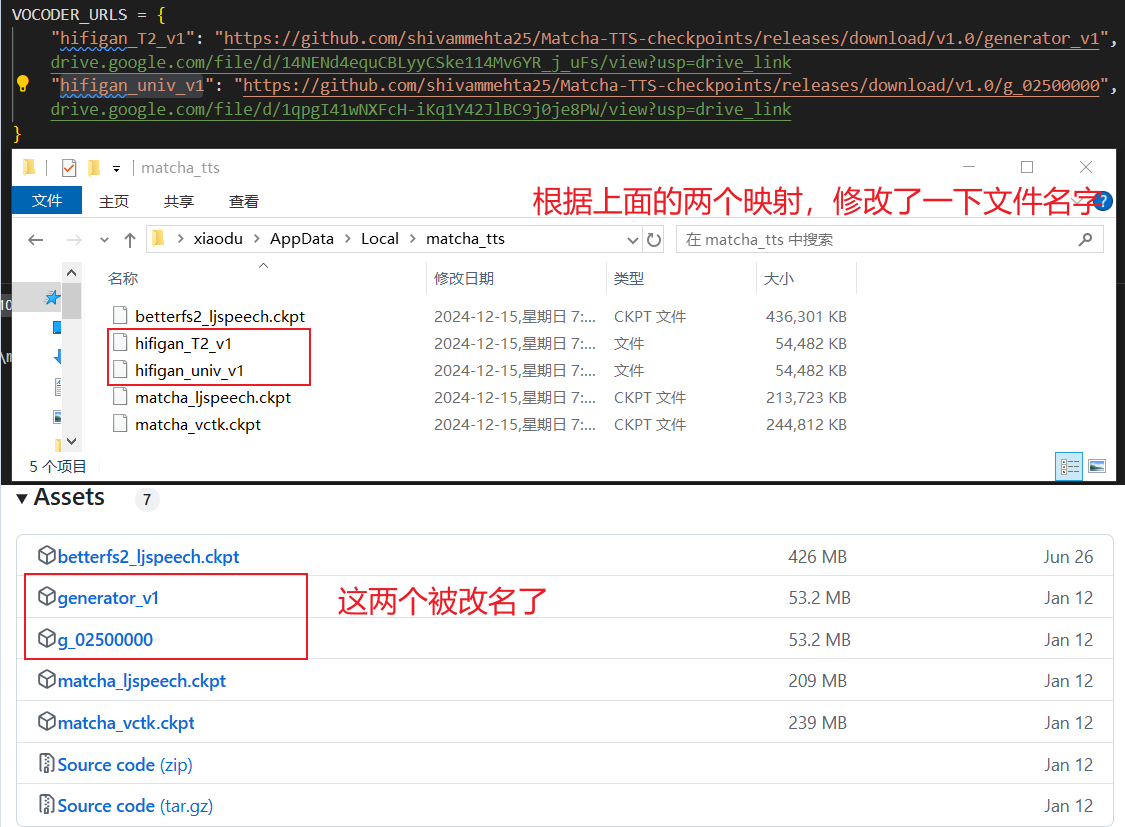 VOCODER_URLS = {
"hifigan_T2_v1": "https://github.com/shivammehta25/Matcha-TTS-checkpoints/releases/download/v1.0/generator_v1",
drive.google.com/file/d/14NENd4equCBLyyCSke114Mv6YR_j_uFs/view?usp=drive_link
"hifigan_univ_v1": "https://github.com/shivammehta25/Matcha-TTS-checkpoints/releases/download/v1.0/g_02500000",
drive.google.com/file/d/1qpgI41wNXFcH-iKq1Y42JlBC9j0je8PW/view?usp=drive_link
}
matcha_tts
根据上面的两个映射，修改了一下文件名字
文件 主页 共享 查看
xiaodu > AppData > Local > matcha_tts 在 matcha_tts 中搜索
名称 修改日期 类型 大小
betterfs2_ljspeech.ckpt 2024-12-15,星期日 7:... CKPT 文件 436,301 KB
hifigan_T2_v1 2024-12-15,星期日 7:... 文件 54,482 KB
hifigan_univ_v1 2024-12-15,星期日 7:... 文件 54,482 KB
matcha_ljspeech.ckpt 2024-12-15,星期日 7:... CKPT 文件 213,723 KB
matcha_vctk.ckpt 2024-12-15,星期日 7:... CKPT 文件 244,812 KB
5 个项目
Assets 7
betterfs2_ljspeech.ckpt 426 MB Jun 26
generator_v1 53.2 MB Jan 12
这两个被改名了
g_02500000 53.2 MB Jan 12
matcha_ljspeech.ckpt 209 MB Jan 12
matcha_vctk.ckpt 239 MB Jan 12
Source code (zip) Jan 12
Source code (tar.gz) Jan 12